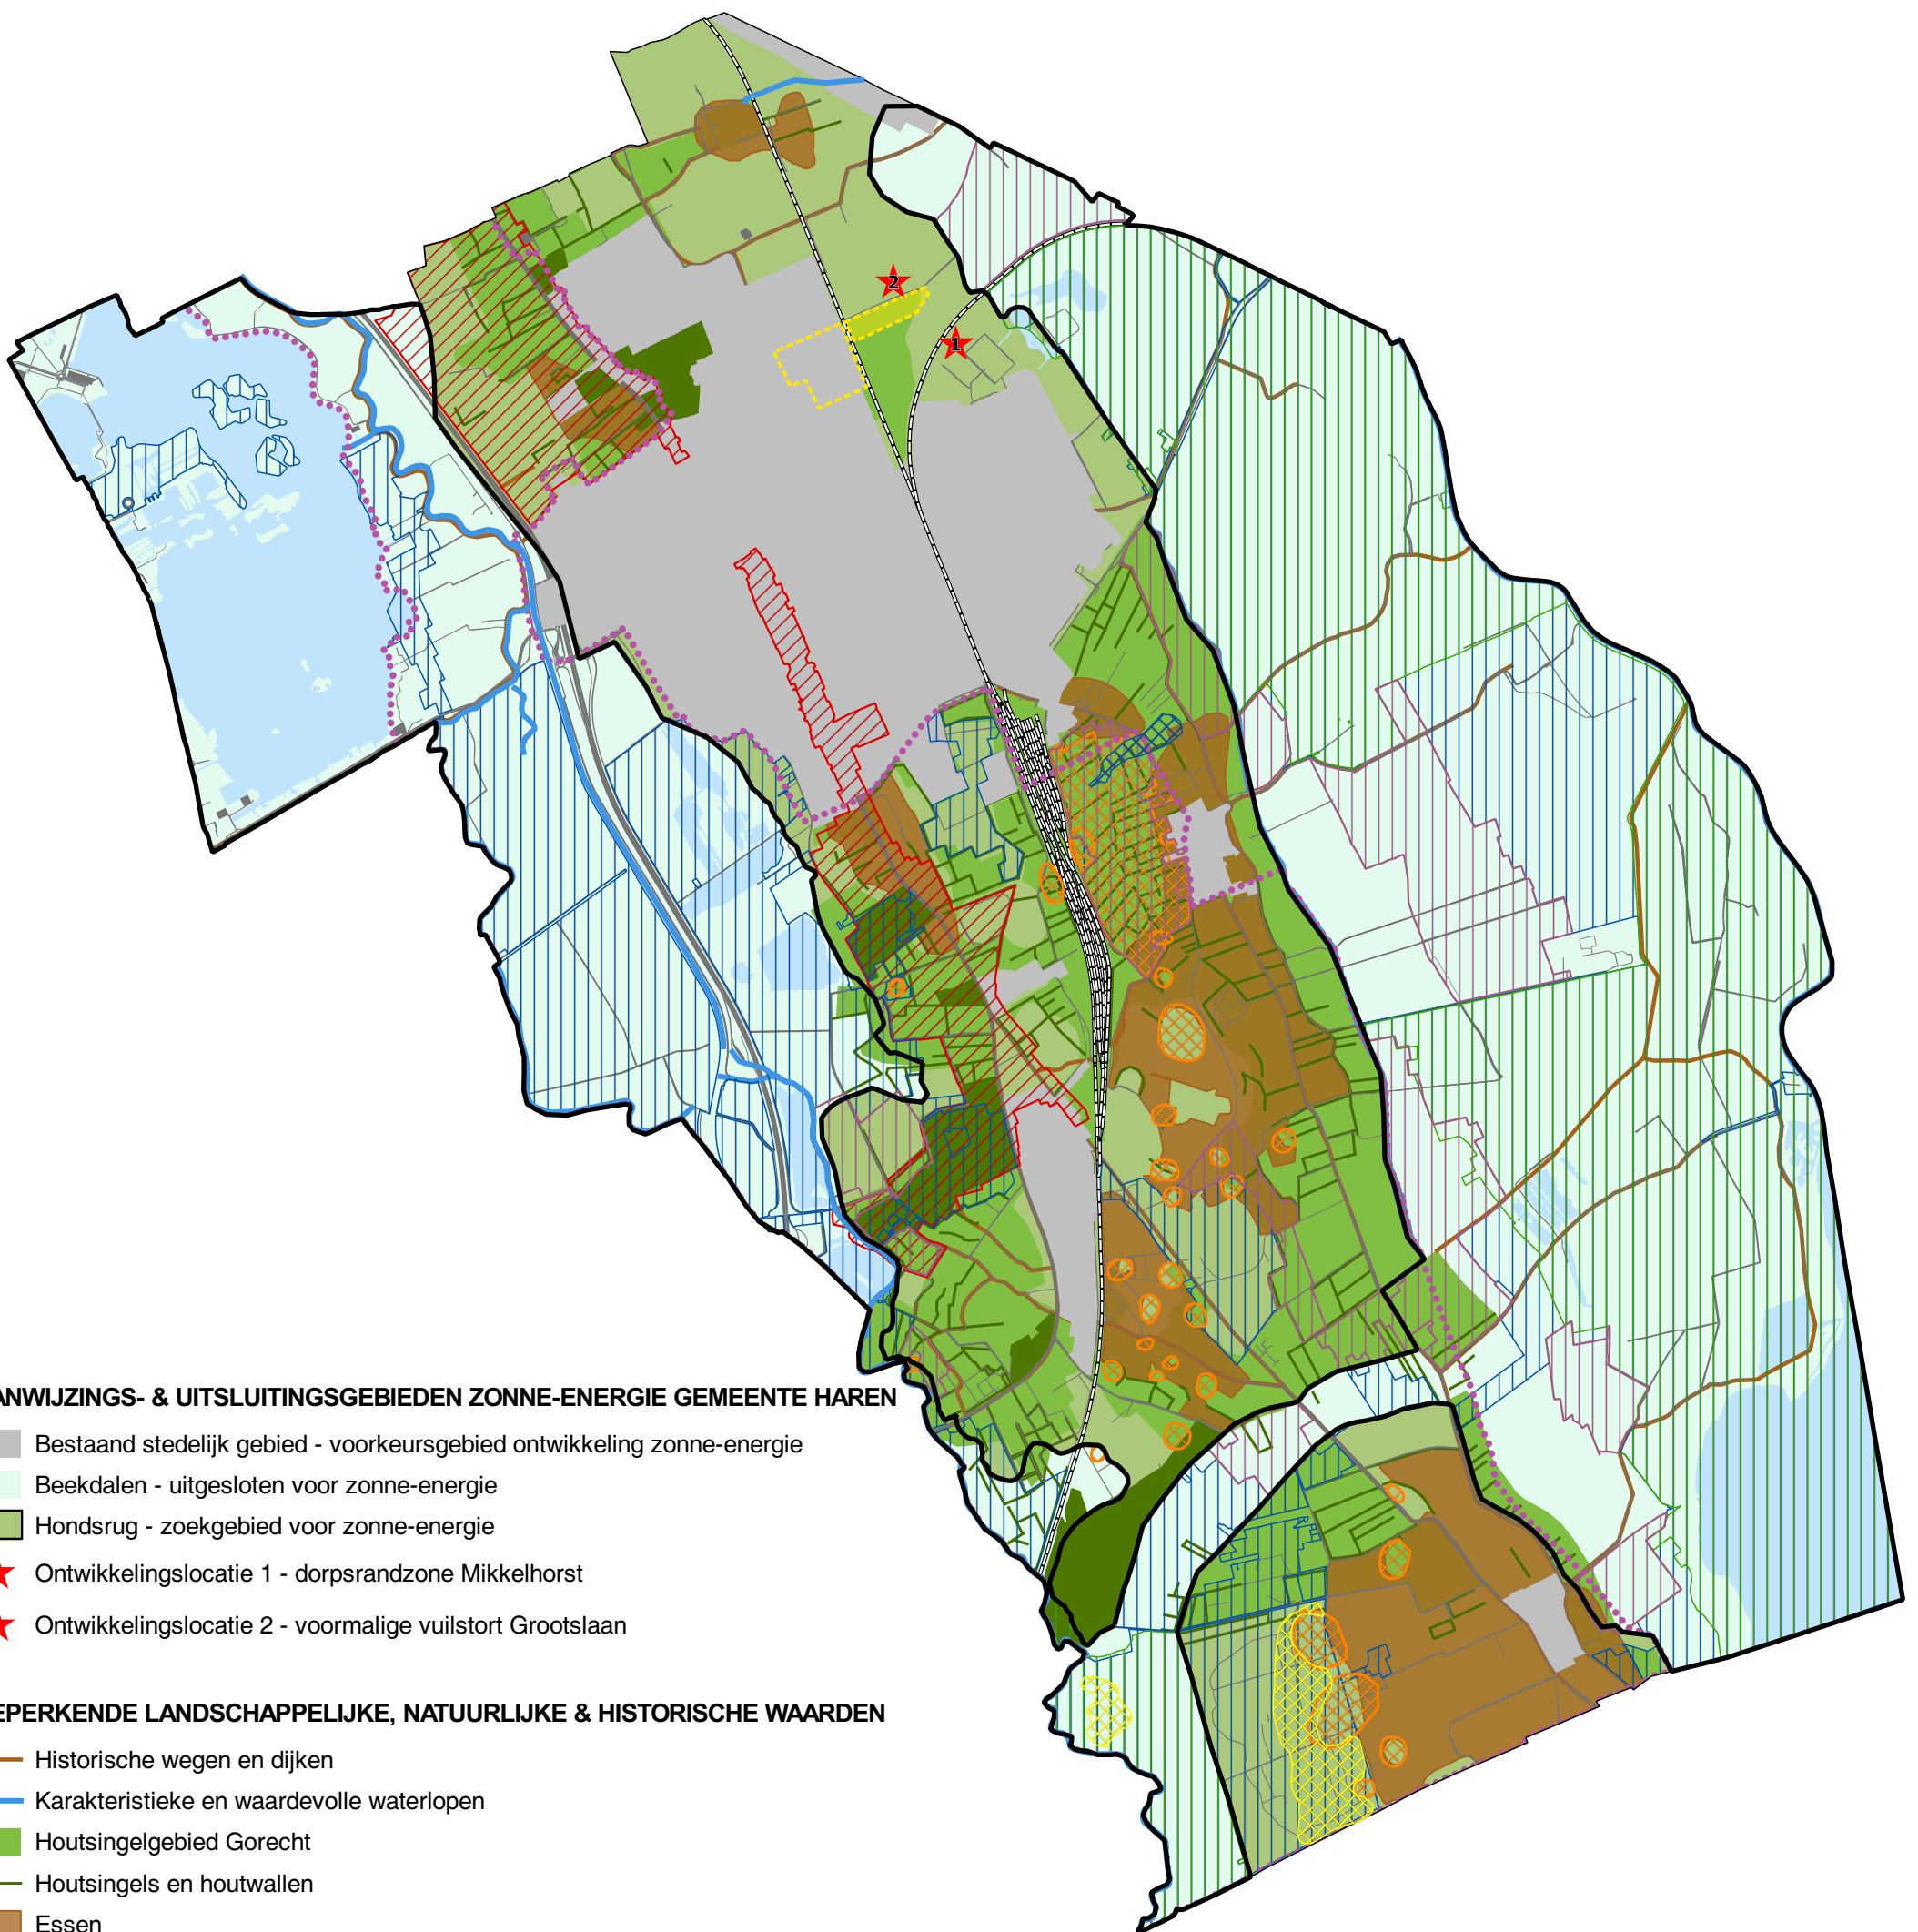 2
1
ANWIJZINGS- & UITSLUITINGSGEBIEDEN ZONNE-ENERGIE GEMEENTE HAREN
Bestaand stedelijk gebied - voorkeursgebied ontwikkeling zonne-energie
Beekdalen - uitgesloten voor zonne-energie
Hondsrug - zoekgebied voor zonne-energie
Ontwikkelingslocatie 1 - dorpsrandzone Mikkelhorst
Ontwikkelingslocatie 2 - voormalige vuilstort Grootslaan
EPERKENDE LANDSCHAPPELIJKE, NATUURLIJKE & HISTORISCHE WAARDEN
Historische wegen en dijken
Karakteristieke en waardevolle waterlopen
Houtsingelgebied Gorecht
Houtsingels en houtwallen
Essen